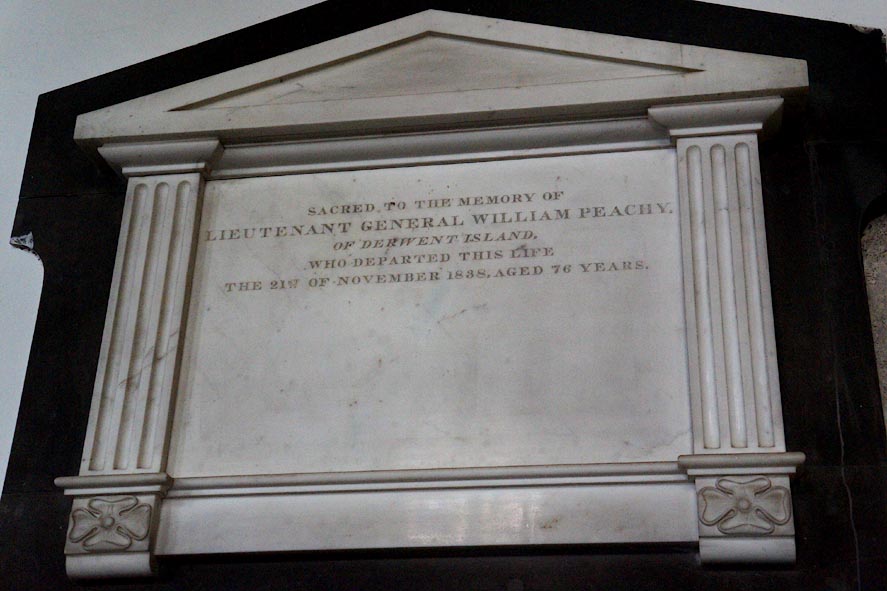 SACRED, TO THE MEMORY OF
LIEUTENANT GENERAL WILLIAM PEACHY.
OF DERWENT ISLAND,
WHO DEPARTED THIS LIFE
THE 21ST OF NOVEMBER 1838, AGED 76 YEARS.